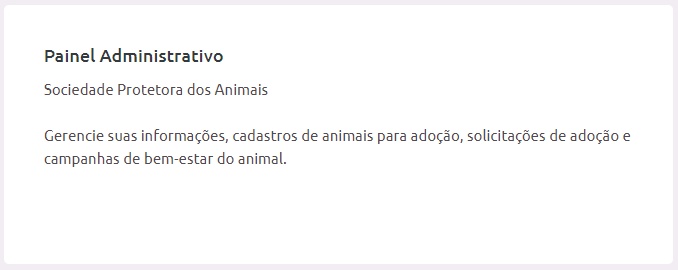 Painel Administrativo
Sociedade Protetora dos Animais
Gerencie suas informações, cadastros de animais para adoção, solicitações de adoção e
campanhas de bem-estar do animal.